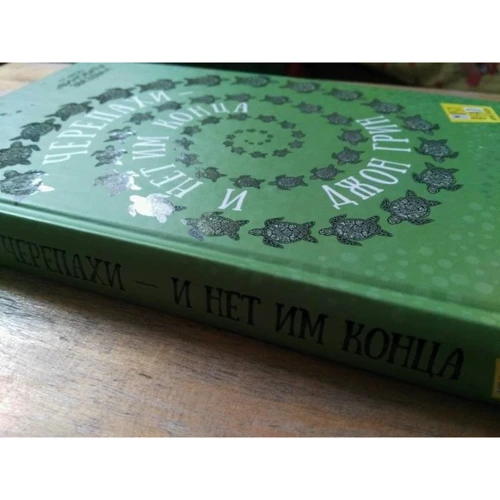 ЧЕРЕПАХИ –
И НЕТ ИМ КОНЦА
ДЖОН ГРИН
ЧЕРЕПАХИ — И НЕТ ИМ КОНЦА